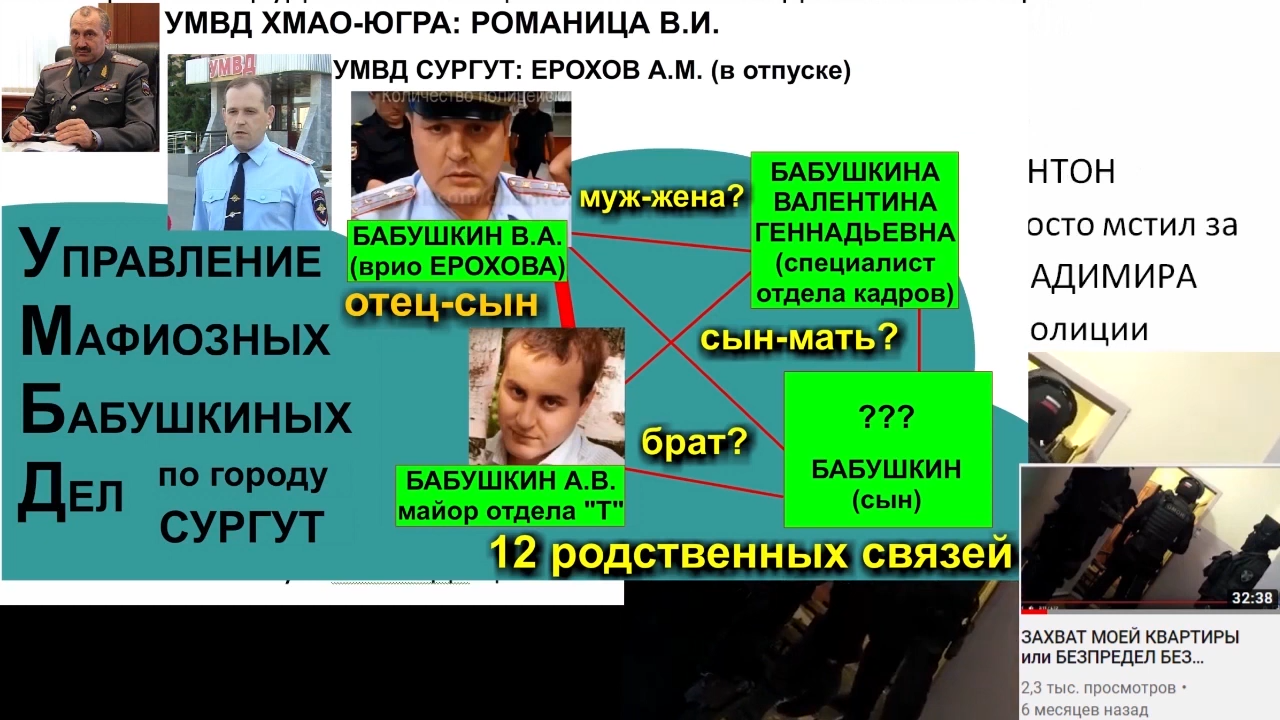 УМВД ХМАО-ЮГРА: РОМАНИЦА В.И.
УМВД
УМВД СУРГУТ: ЕРОХОВ А.М. (в отпуске)
Количество полицейски
БАБУШКИН В.А.
(врио ЕРОХОВА)
муж-жена?
БАБУШКИНА
ВАЛЕНТИНА
ГЕННАДЬЕВНА
(специалист
отдела кадров)
НТОН
осто мстил за
АДИМИРА
олиции
УПРАВЛЕНИЕ
МАФИОЗНЫХ
БАБУШКИНЫХ
ДЕЛ по городу
СУРГУТ
отец-сын
сын-мать?
брат?
???
БАБУШКИН
(сын)
БАБУШКИН А.В.
майор отдела "Т"
12 родственных связей
32:38
ЗАХВАТ МОЕЙ КВАРТИРЫ
или БЕЗПРЕДЕЛ БЕЗ...
2,3 тыс. просмотров •
6 месяцев назад